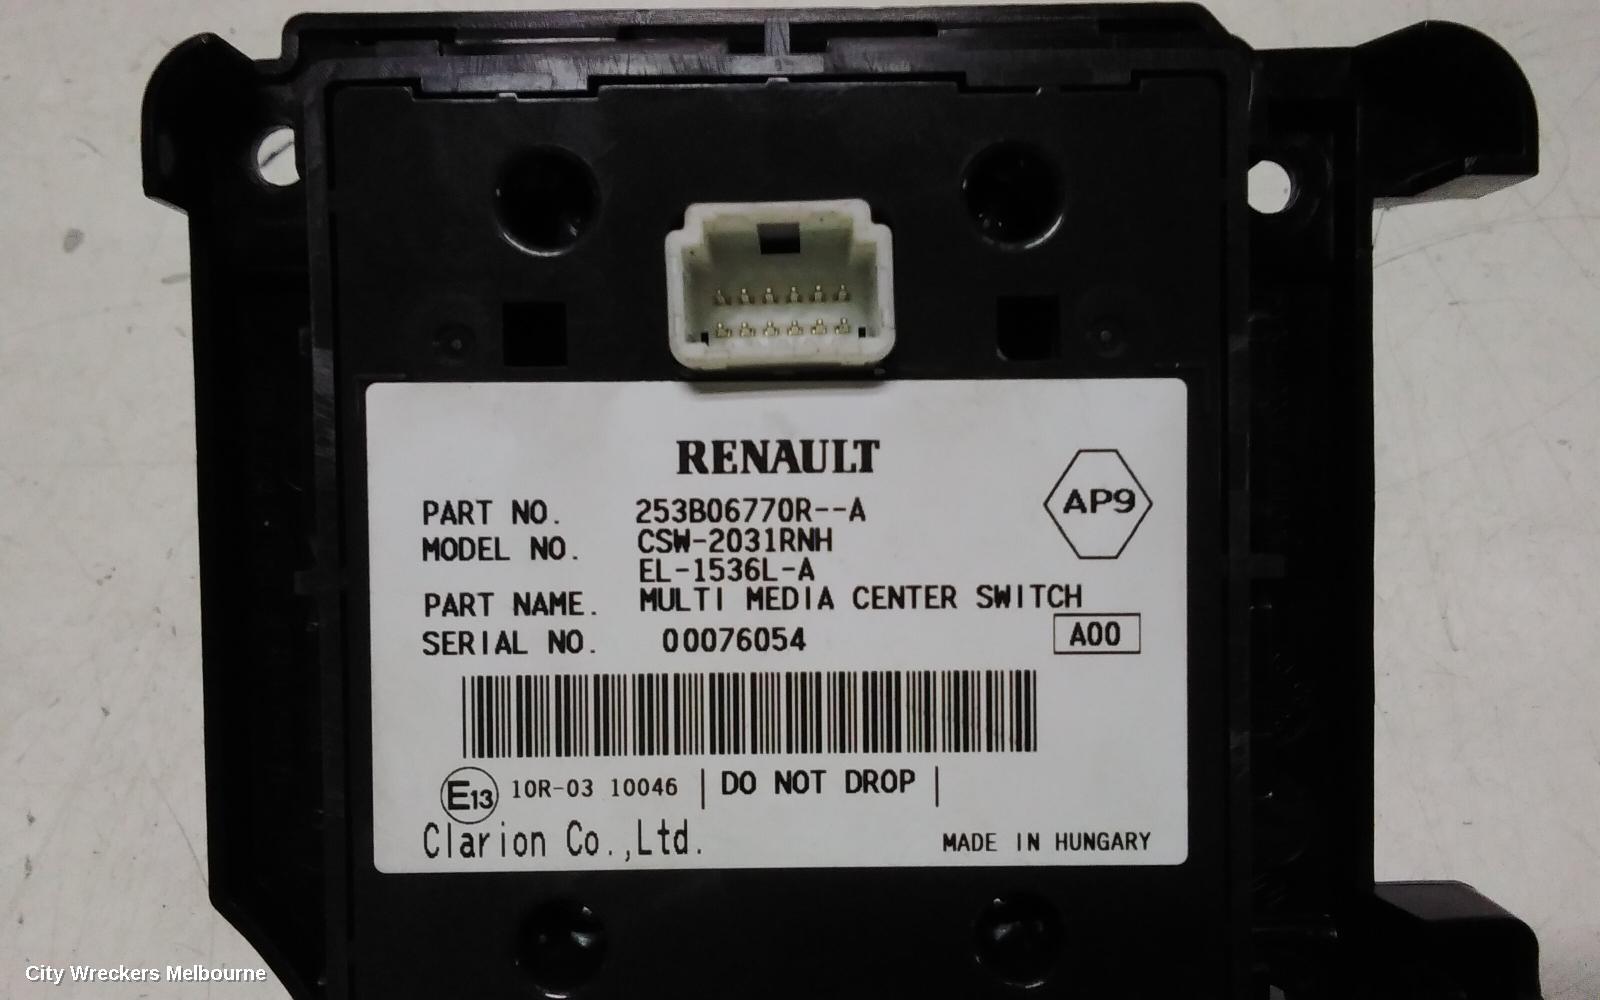 RENAULT
PART NO. 253B06770R--A
AP9
MODEL NO. CSW-2031RNH
EL-1536L-A
PART NAME. MULTI MEDIA CENTER SWITCH
SERIAL NO. 00076054
A00
E13 10R-03 10046 | DO NOT DROP |
Clarion Co.,Ltd. MADE IN HUNGARY
City Wreckers Melbourne